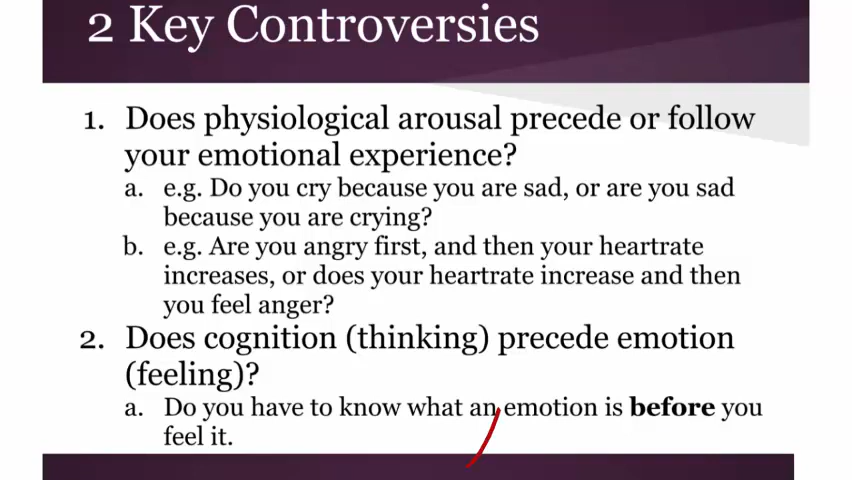 2 Key Controversies
1. Does physiological arousal precede or follow
your emotional experience?
a. e.g. Do you cry because you are sad, or are you sad
because you are crying?
b. e.g. Are you angry first, and then your heartrate
increases, or does your heartrate increase and then
you feel anger?
2. Does cognition (thinking) precede emotion
(feeling)?
a. Do you have to know what an emotion is before you
feel it.